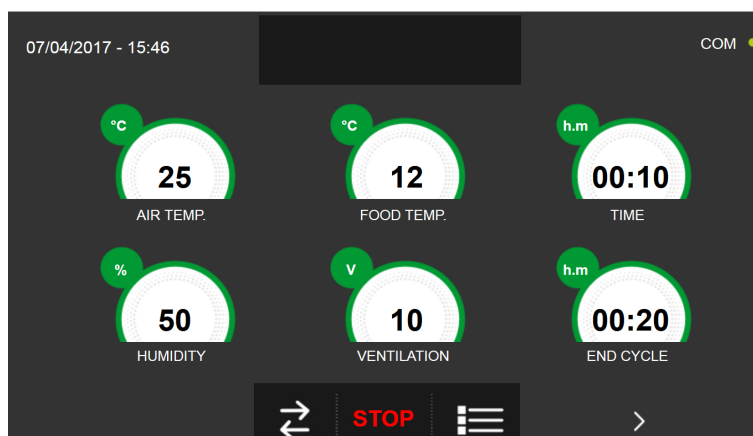 07/04/2017 - 15:46
COM
°C
25
AIR TEMP.
°C
12
FOOD TEMP.
h.m
00:10
TIME
%
50
HUMIDITY
V
10
VENTILATION
h.m
00:20
END CYCLE
STOP